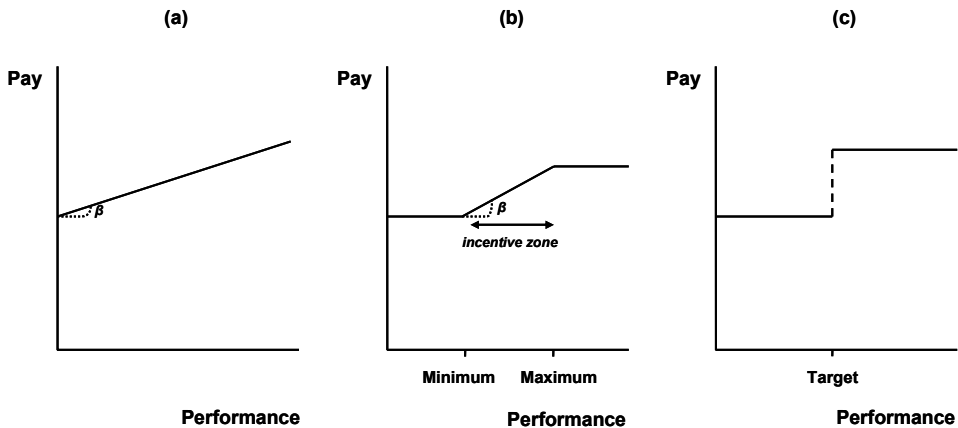 (a)
Pay
β
Performance
(b)
Pay
β
incentive zone
Minimum Maximum
Performance
(c)
Pay
Target
Performance